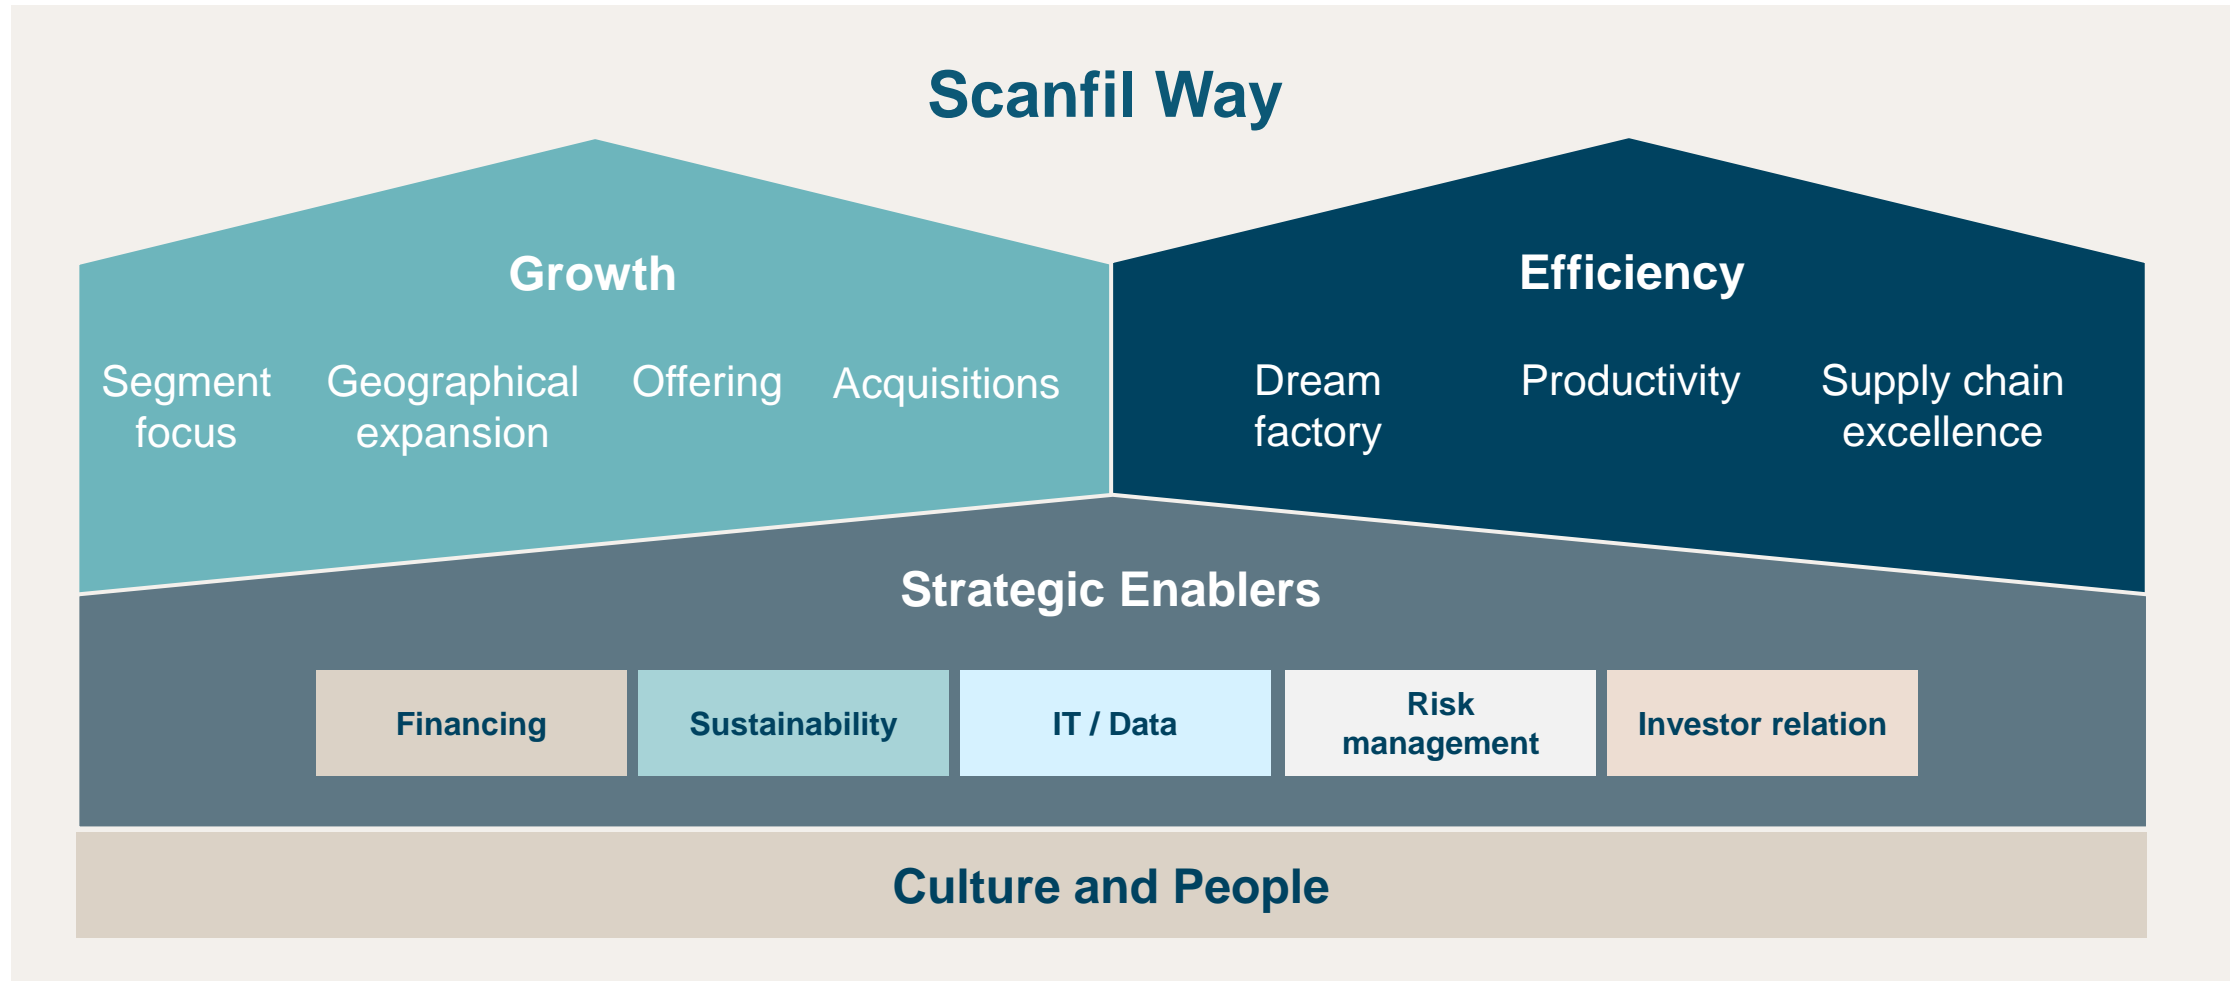 Scanfil Way
Growth
Segment
focus
Geographical
expansion
Offering
Acquisitions
Efficiency
Dream
factory
Productivity
Supply chain
excellence
Strategic Enablers
Financing
Sustainability
IT / Data
Risk
management
Investor relation
Culture and People